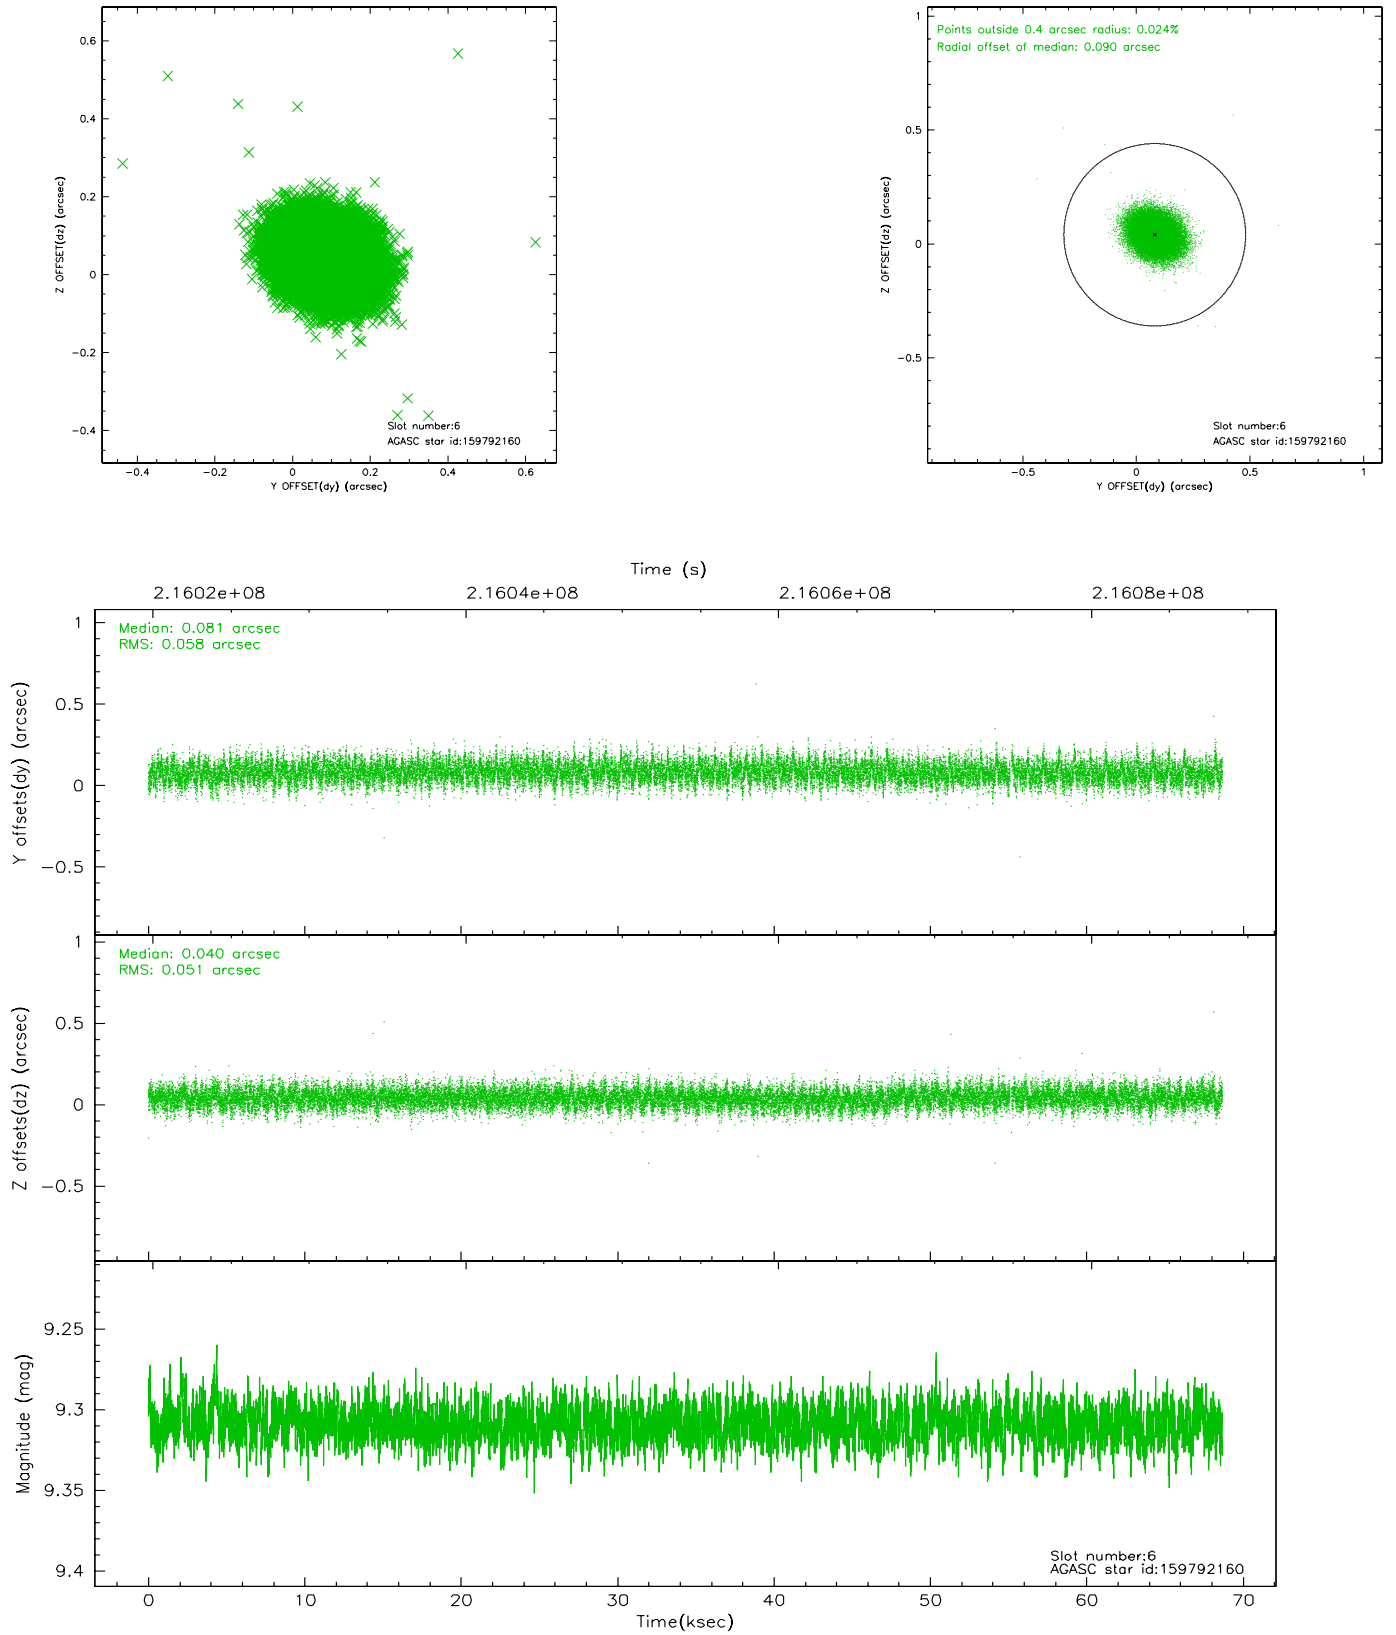 0.6
0.4
0.2
0
−0.2
−0.4
Z OFFSET(dz) (arcsec)
−0.4
−0.2
0
0.2
0.4
0.6
Y OFFSET(dy) (arcsec)
Slot number:6
AGASC star id:159792160
Points outside 0.4 arcsec radius: 0.024%
Radial offset of median: 0.090 arcsec
1
0.5
0
−0.5
Z OFFSET(dz) (arcsec)
−0.5
0
0.5
1
Y OFFSET(dy) (arcsec)
Slot number:6
AGASC star id:159792160
Time (s)
2.1602e+08
2.1604e+08
2.1606e+08
2.1608e+08
Median: 0.081 arcsec
RMS: 0.058 arcsec
1
0.5
0
−0.5
Y offsets(dy) (arcsec)
Median: 0.040 arcsec
RMS: 0.051 arcsec
1
0.5
0
−0.5
Z offsets(dz) (arcsec)
9.25
9.3
9.35
9.4
Magnitude (mag)
Slot number:6
AGASC star id:159792160
0
10
20
30
40
50
60
70
Time(ksec)